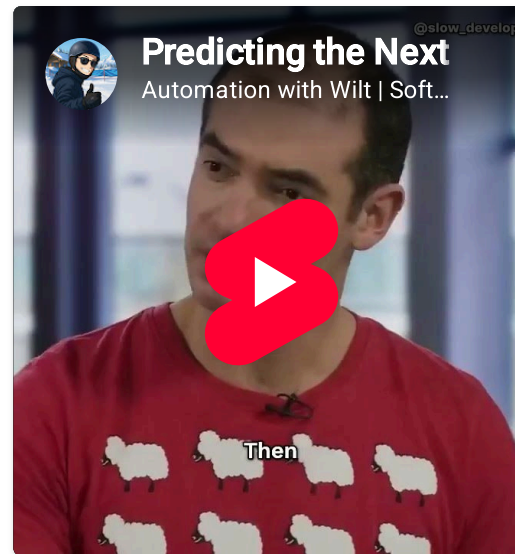 @slow_develop
Predicting the Next
Automation with Wilt | Soft...
Then